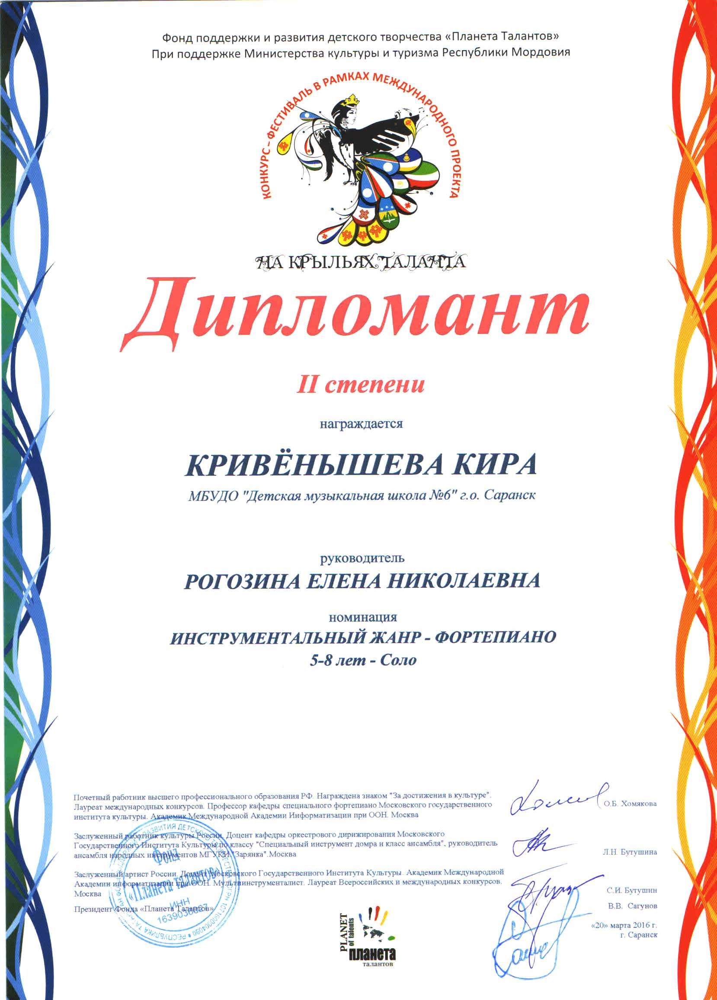 Фонд поддержки и развития детского творчества «Планета Талантов»
При поддержке Министерства культуры и туризма Республики Мордовия
КОНКУРС – ФЕСТИВАЛЬ В РАМКАХ МЕЖДУНАРОДНОГО ПРОЕКТА
НА КРЫЛЬЯХ ТАЛАНТА
Дипломант
II степени
награждается
КРИВЁНЫШЕВА КИРА
МБУДО "Детская музыкальная школа №6" г.о. Саранск
руководитель
РОГОЗИНА ЕЛЕНА НИКОЛАЕВНА
номинация
ИНСТРУМЕНТАЛЬНЫЙ ЖАНР - ФОРТЕПИАНО
5-8 лет - Соло
Почетный работник высшего профессионального образования РФ. Награждена знаком "За достижения в культуре".
Лауреат международных конкурсов. Профессор кафедры специального фортепиано Московского государственного
института культуры. Академик Международной Академии Информатизации при ООН. Москва
О.Б. Хомякова
Заслуженный работник культуры России. Доцент кафедры оркестрового дирижирования Московского
Государственного Института Культуры по классу "Специальный инструмент домра и класс ансамбля", руководитель
ансамбля народных инструментов МГУКИ "Зарянка".Москва
Л.Н. Бутушина
Заслуженный артист России. Доцент Московского Государственного Института Культуры. Академик Международной
Академии информатизации при ООН. Мультиинструменталист. Лауреат Всероссийских и международных конкурсов.
Москва
С.И. Бутушин
Президент Фонда «Планета Талантов»
В.В. Сагунов
«20» марта 2016 г.
г. Саранск
Фонд
«Планета талантов»
ИНН
PLANET
of talents
планета
талантов